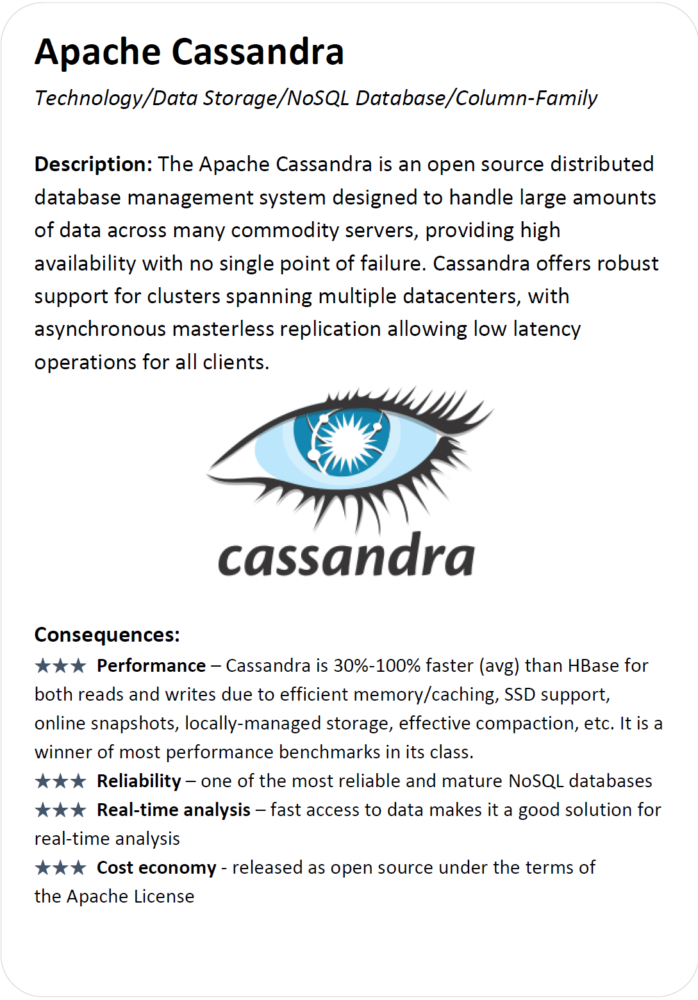 Apache Cassandra
Technology/Data Storage/NoSQL Database/Column-Family
Description: The Apache Cassandra is an open source distributed
database management system designed to handle large amounts
of data across many commodity servers, providing high
availability with no single point of failure. Cassandra offers robust
support for clusters spanning multiple datacenters, with
asynchronous masterless replication allowing low latency
operations for all clients.
cassandra
Consequences:
★★★ Performance – Cassandra is 30%-100% faster (avg) than HBase for
both reads and writes due to efficient memory/caching, SSD support,
online snapshots, locally-managed storage, effective compaction, etc. It is a
winner of most performance benchmarks in its class.
★★★ Reliability – one of the most reliable and mature NoSQL databases
★★★ Real-time analysis – fast access to data makes it a good solution for
real-time analysis
★★★ Cost economy - released as open source under the terms of
the Apache License